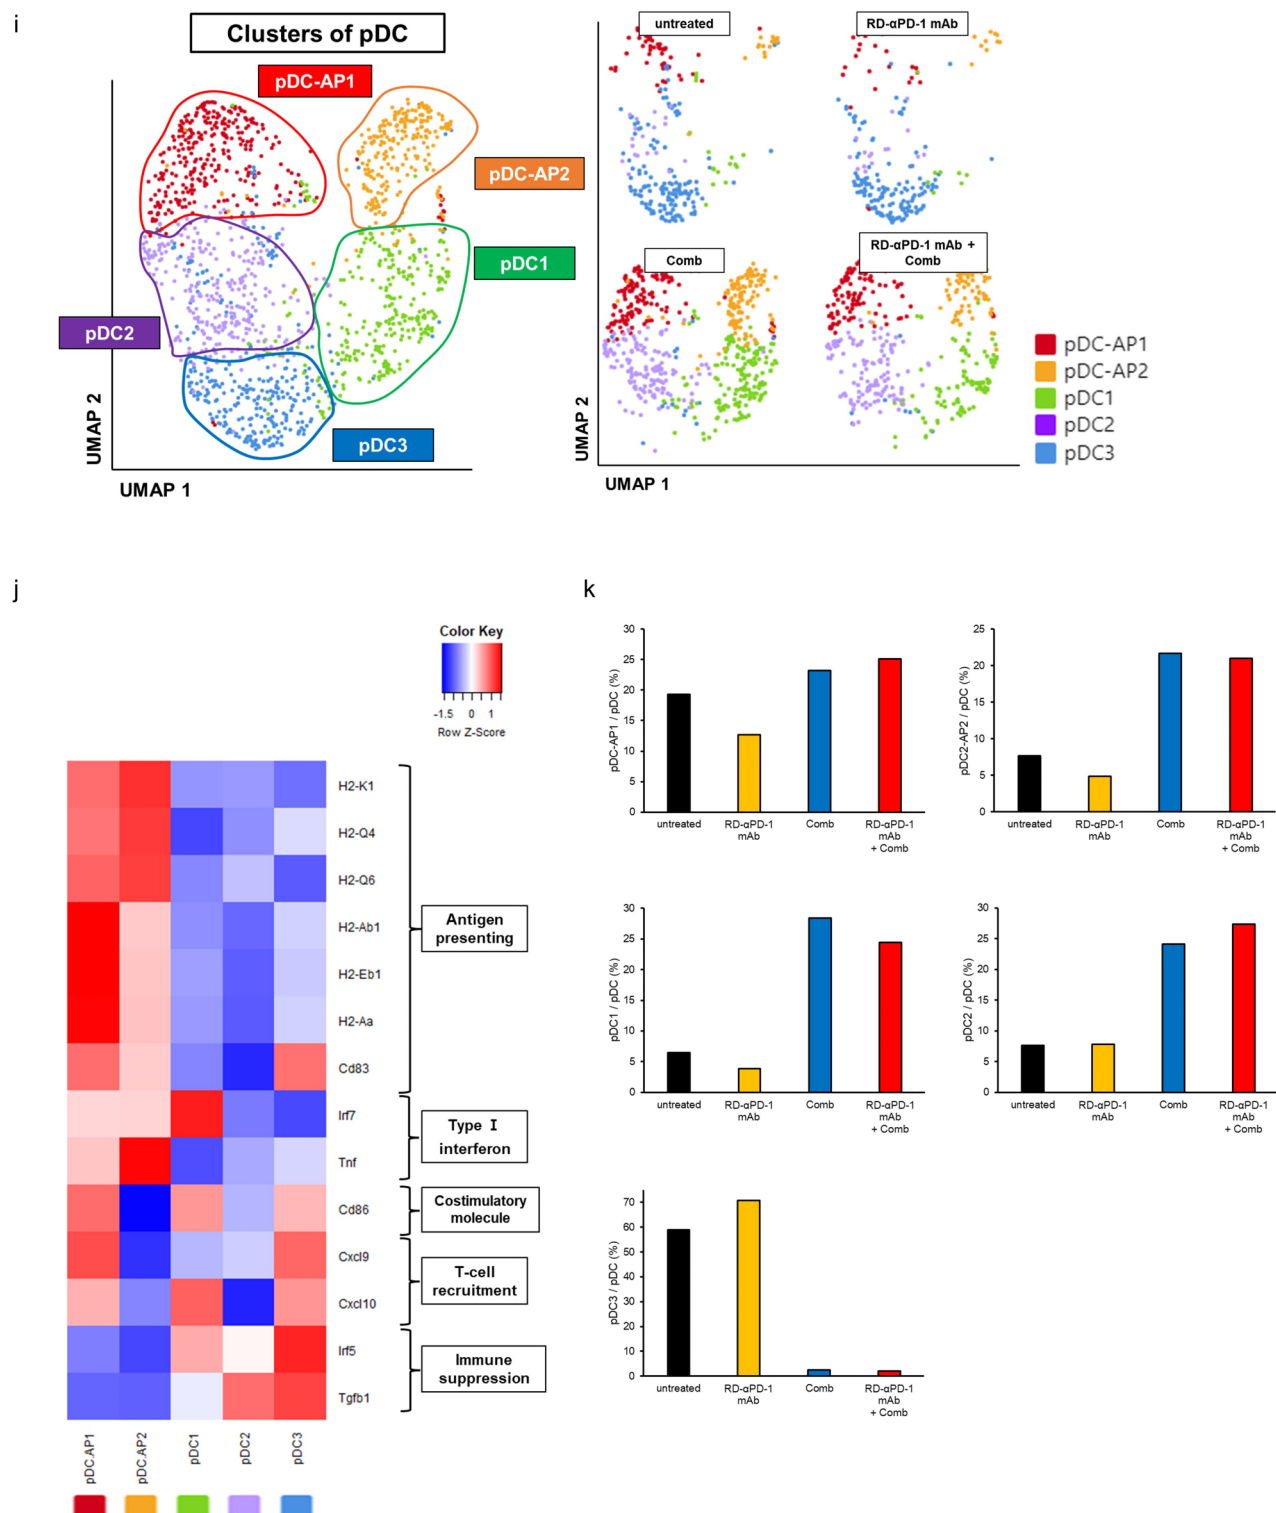 i
Clusters of pDC
pDC-AP1
pDC-AP2
pDC1
pDC2
pDC3
UMAP 2
UMAP 1
untreated
RD-αPD-1 mAb
Comb
RD-αPD-1 mAb +
Comb
UMAP 2
UMAP 1
pDC-AP1
pDC-AP2
pDC1
pDC2
pDC3
j
Color Key
-1.5 0 1
Row Z-Score
H2-K1
H2-Q4
H2-Q6
H2-Ab1
H2-Eb1
H2-Aa
Cd83
Irf7
Tnf
Cd86
Cxcl9
Cxcl10
Irf5
Tgfb1
Antigen
presenting
Type I
interferon
Costimulatory
molecule
T-cell
recruitment
Immune
suppression
pDC.AP1
pDC.AP2
pDC1
pDC2
pDC3
k
pDC-AP1 / pDC (%)
30
25
20
15
10
5
0
untreated
RD-αPD-1
mAb
Comb
RD-αPD-1
mAb
+ Comb
pDC2-AP2 / pDC (%)
25
20
15
10
5
0
untreated
RD-αPD-1
mAb
Comb
RD-αPD-1
mAb
+ Comb
pDC1 / pDC (%)
30
25
20
15
10
5
0
untreated
RD-αPD-1
mAb
Comb
RD-αPD-1
mAb
+ Comb
pDC2 / pDC (%)
30
25
20
15
10
5
0
untreated
RD-αPD-1
mAb
Comb
RD-αPD-1
mAb
+ Comb
pDC3 / pDC (%)
70
60
50
40
30
20
10
0
untreated
RD-αPD-1
mAb
Comb
RD-αPD-1
mAb
+ Comb